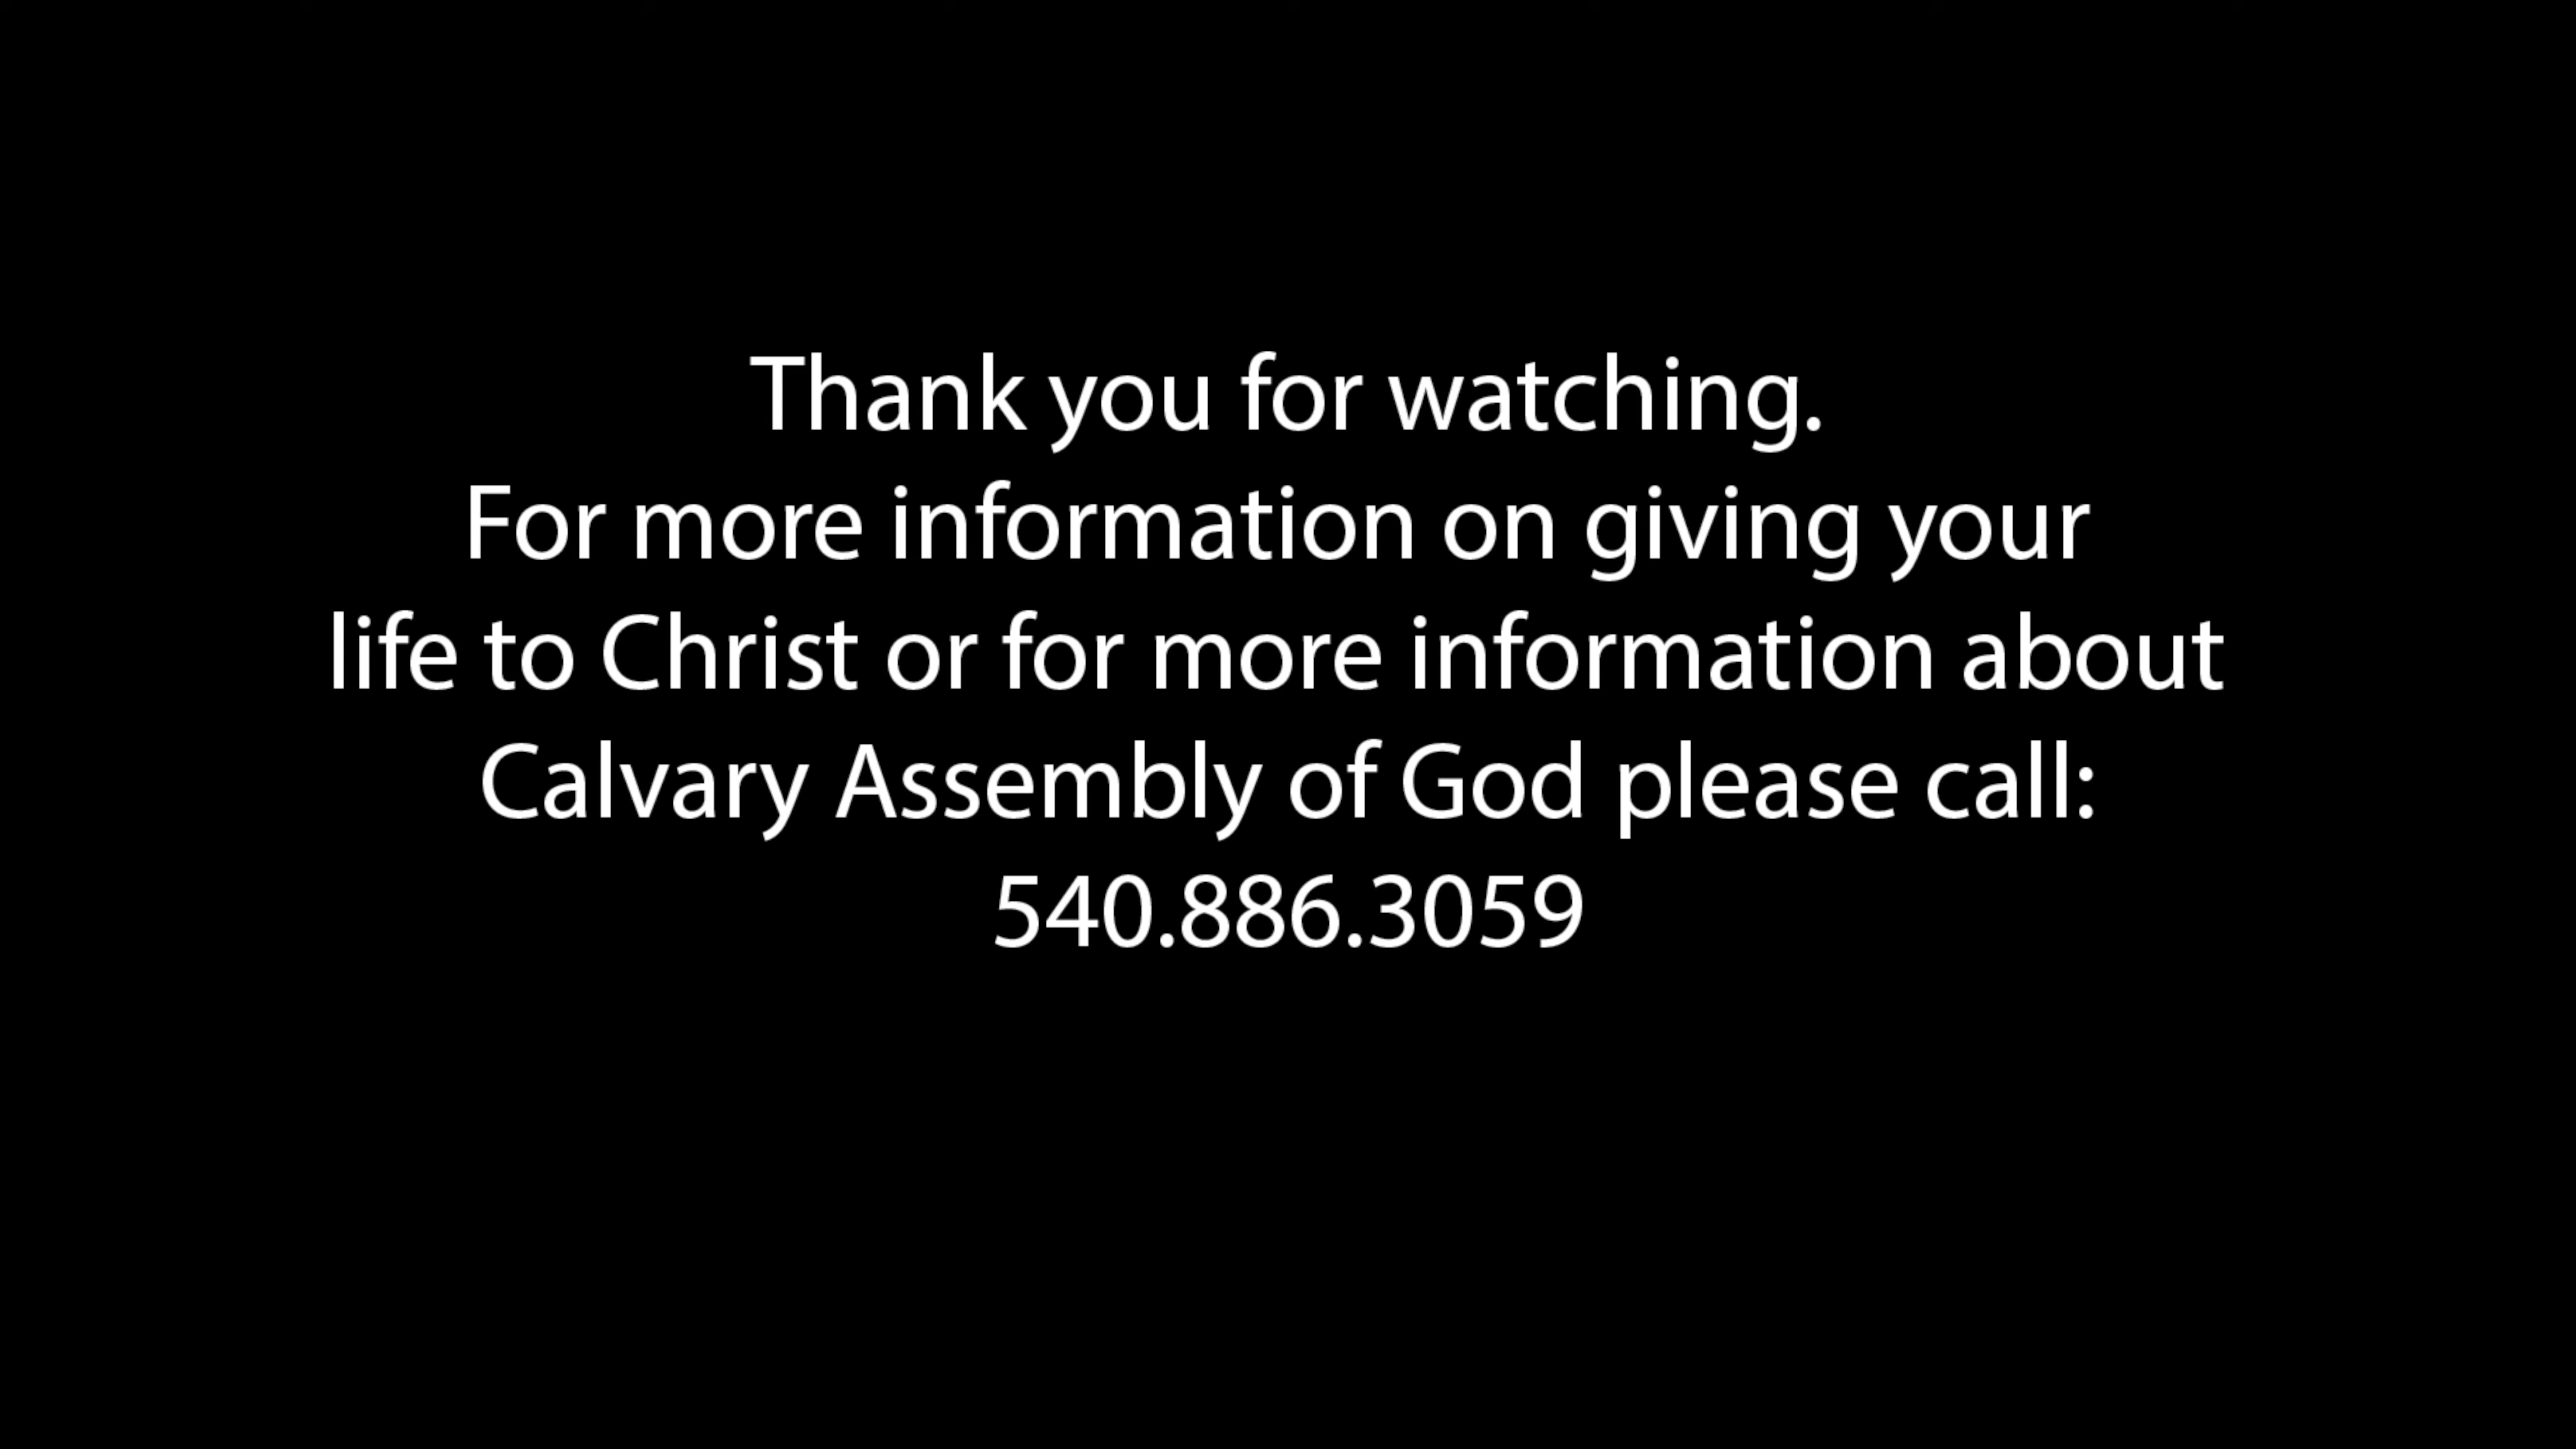 Thank you for watching.
For more information on giving your
life to Christ or for more information about
Calvary Assembly of God please call:
540.886.3059